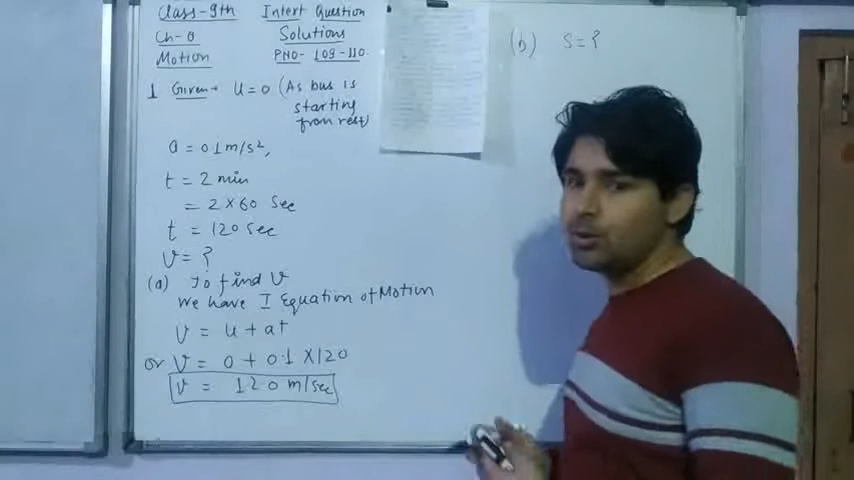 Class-9th Intext Question
Ch-8 Solutions
Motion PNO- 109-110.
1 Given→ u=0 (As bus is
starting
from rest)
a = 0.1 m/s²,
t = 2 min
= 2×60 sec
t = 120 sec
v = ?
(a) To find v
We have I Equation of Motion
v = u + at
or v = 0 + 0.1 × 120
v = 12.0 m/sec
(b) s = ?